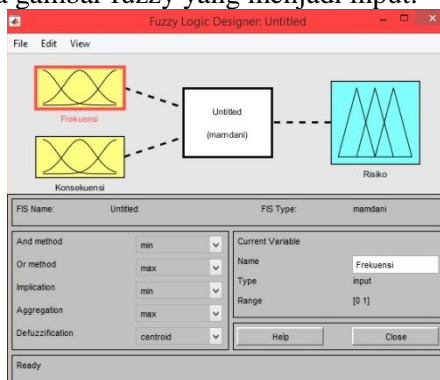 gambar fuzzy yang menjadi input.
Fuzzy Logic Designer: Untitled
File Edit View
Frekuensi
Konsekuensi
Untitled
(mamdani)
Risiko
FIS Name: Untitled FIS Type: mamdani
And method min
Or method max
Implication min
Aggregation max
Defuzzification centroid
Current Variable
Name Frekuensi
Type input
Range [0 1]
Help Close
Ready